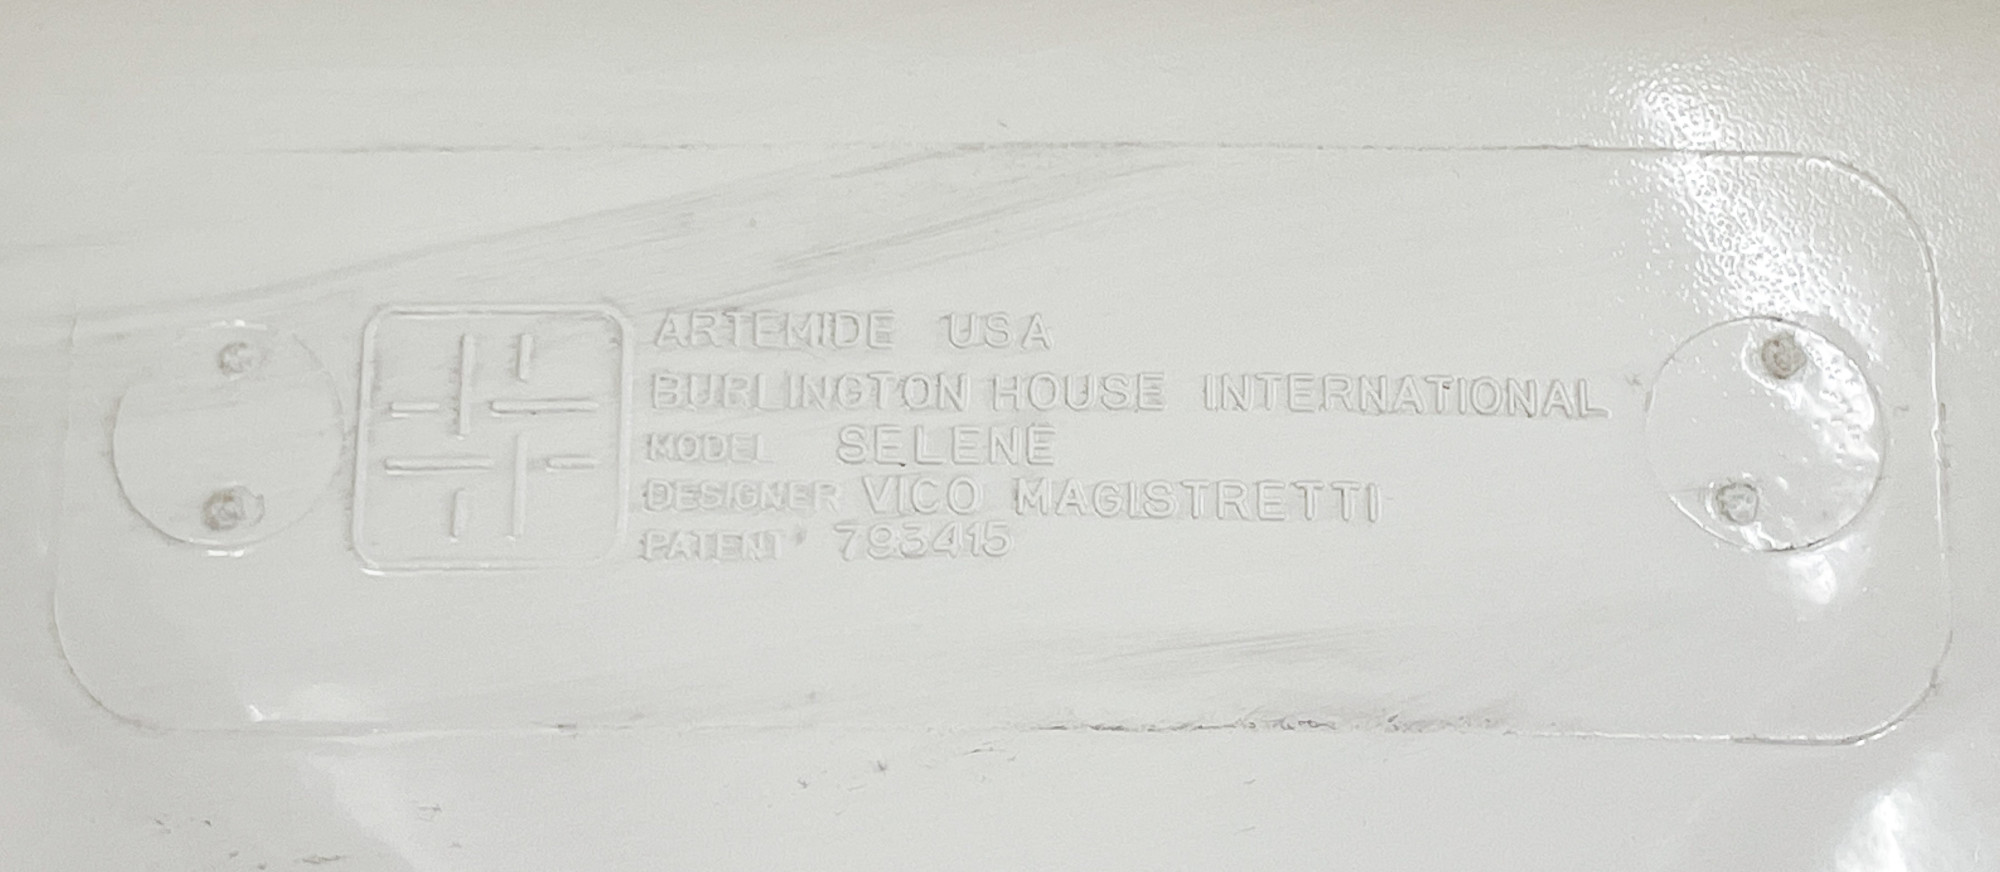 ARTEMIDE USA
BURLINGTON HOUSE INTERNATIONAL
MODEL SELENE
DESIGNER VICO MAGISTRETTI
PATENT 793415